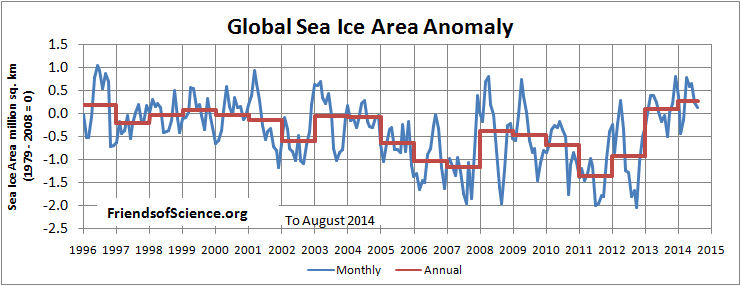 Global Sea Ice Area Anomaly
Sea Ice Area million sq. km
(1979 - 2008 = 0)
1.5
1.0
0.5
0.0
-0.5
-1.0
-1.5
-2.0
-2.5
FriendsofScience.org
To August 2014
1996 1997 1998 1999 2000 2001 2002 2003 2004 2005 2006 2007 2008 2009 2010 2011 2012 2013 2014 2015
Monthly Annual